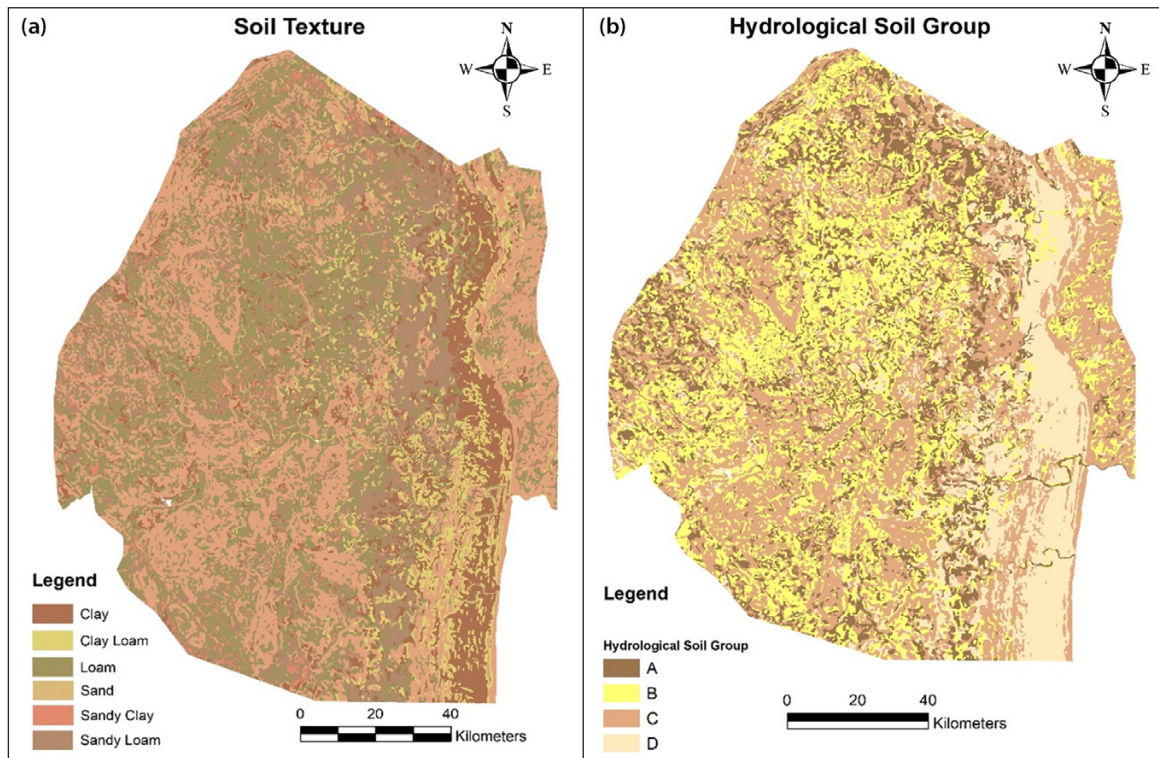 (a)
Soil Texture
N
W
E
S
Legend
Clay
Clay Loam
Loam
Sand
Sandy Clay
Sandy Loam
0 20 40
Kilometers
(b)
Hydrological Soil Group
N
W
E
S
Legend
Hydrological Soil Group
A
B
C
D
0 20 40
Kilometers